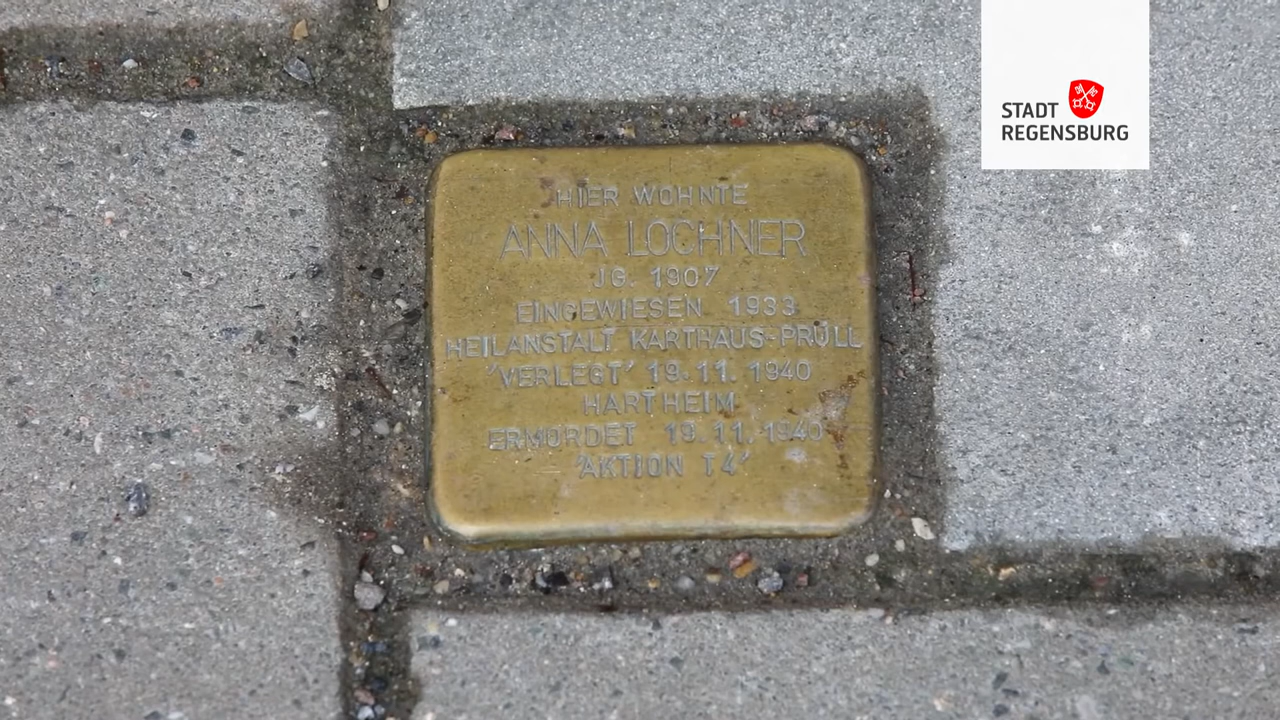 STADT
REGENSBURG
HIER WOHNTE
ANNA LOCHNER
JG. 1907
EINGEWIESEN 1933
HEILANSTALT KARTHAUS-PRÜLL
'VERLEGT' 19.11.1940
HARTHEIM
ERMORDET 19.11.1940
'AKTION T4'